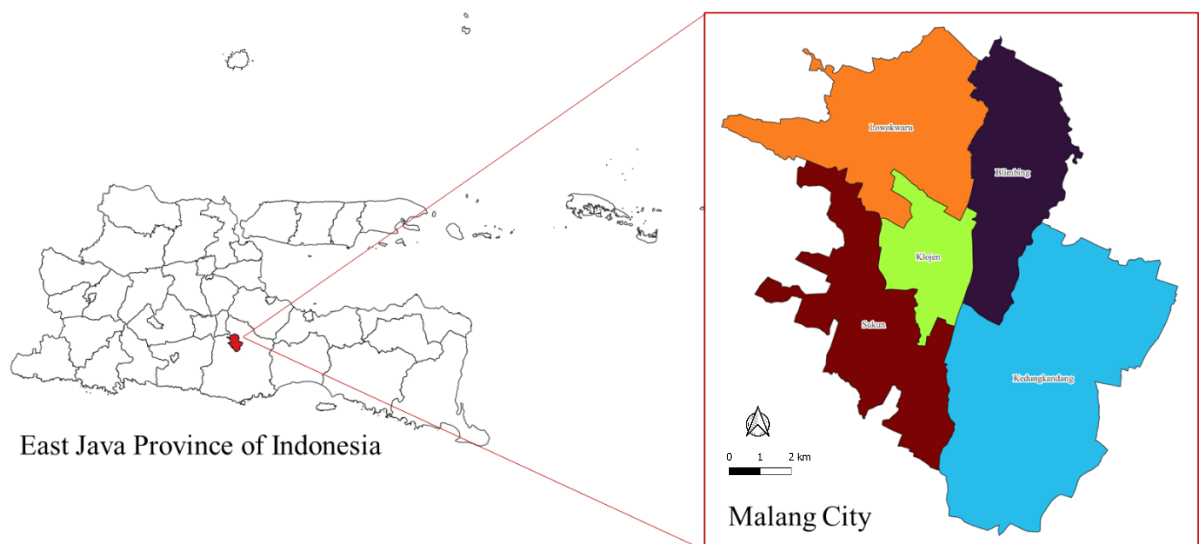 Lowokwaru
Blimbing
Klojen
Sukun
Kedungkandang
East Java Province of Indonesia
0 1 2 km
Malang City